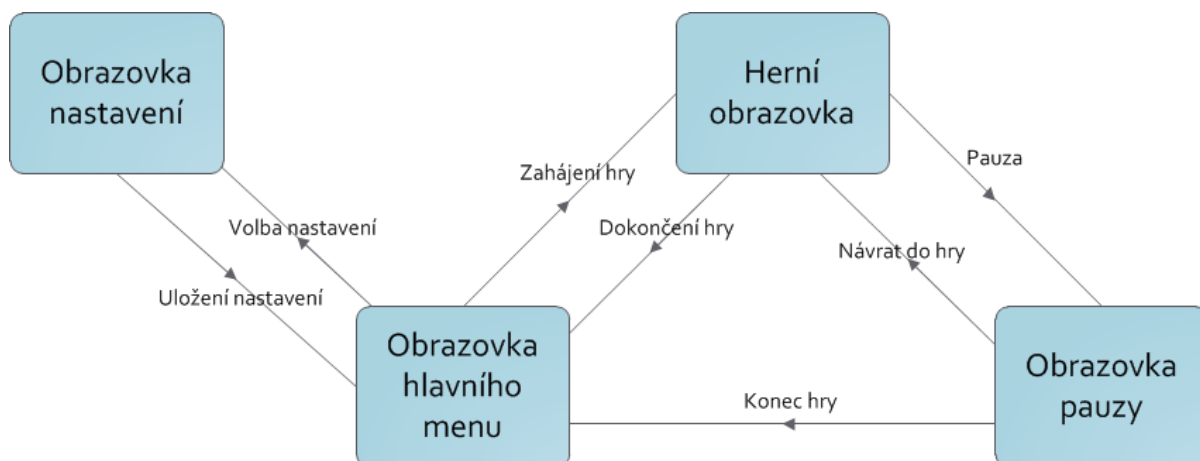 Obrazovka
nastavení
Herní
obrazovka
Zahájení hry
Pauza
Volba nastavení
Dokončení hry
Návrat do hry
Uložení nastavení
Obrazovka
hlavního
menu
Konec hry
Obrazovka
pauzy